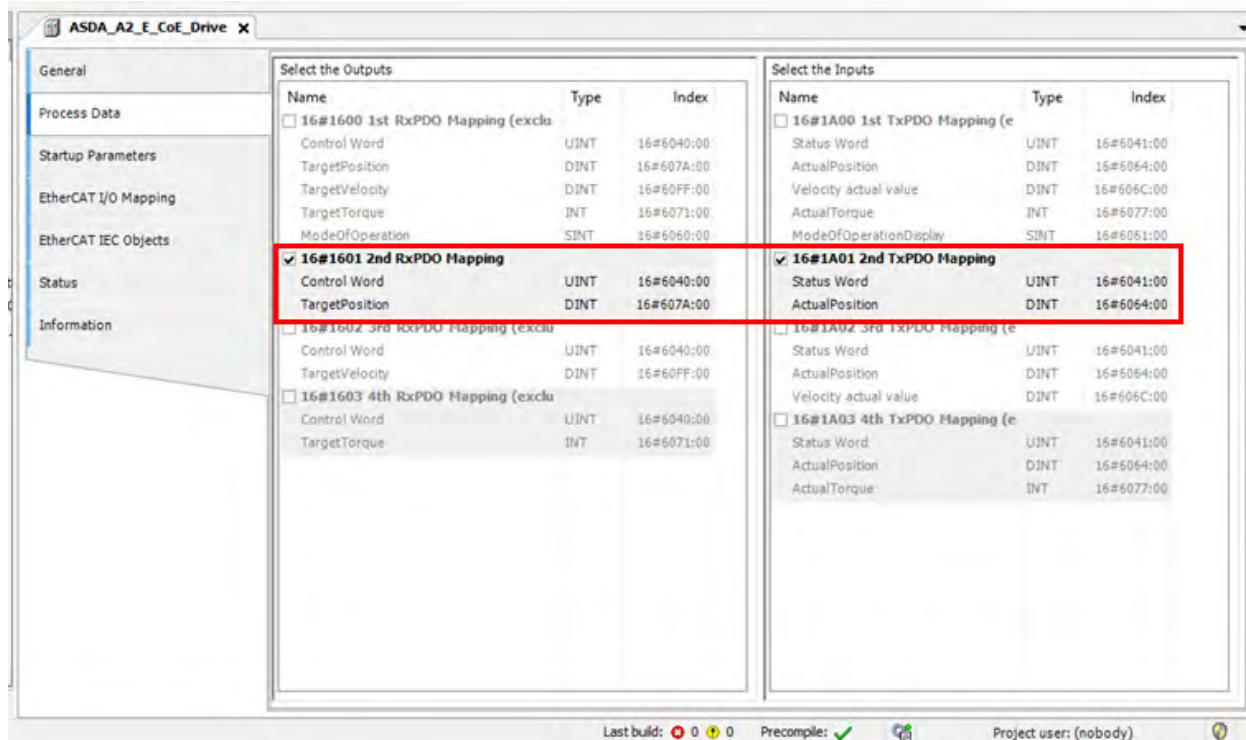 ASDA_A2_E_CoE_Drive X
General
Process Data
Startup Parameters
EtherCAT I/O Mapping
EtherCAT IEC Objects
Status
Information
Select the Outputs
Name Type Index
16#1600 1st RxPDO Mapping (exclu
Control Word UINT 16#6040:00
TargetPosition DINT 16#607A:00
TargetVelocity DINT 16#60FF:00
TargetTorque INT 16#6071:00
ModeOfOperation SINT 16#6060:00
16#1601 2nd RxPDO Mapping
Control Word UINT 16#6040:00
TargetPosition DINT 16#607A:00
16#1602 3rd RxPDO Mapping (exclu
Control Word UINT 16#6040:00
TargetVelocity DINT 16#60FF:00
16#1603 4th RxPDO Mapping (exclu
Control Word UINT 16#6040:00
TargetTorque INT 16#6071:00
Select the Inputs
Name Type Index
16#1A00 1st TxPDO Mapping (e
Status Word UINT 16#6041:00
ActualPosition DINT 16#6064:00
Velocity actual value DINT 16#606C:00
ActualTorque INT 16#6077:00
ModeOfOperationDisplay SINT 16#6061:00
16#1A01 2nd TxPDO Mapping
Status Word UINT 16#6041:00
ActualPosition DINT 16#6064:00
16#1A02 3rd TxPDO Mapping (e
Status Word UINT 16#6041:00
ActualPosition DINT 16#6064:00
Velocity actual value DINT 16#606C:00
16#1A03 4th TxPDO Mapping (e
Status Word UINT 16#6041:00
ActualPosition DINT 16#6064:00
ActualTorque INT 16#6077:00
Last build: 0 0 Precompile: Project user: (nobody)